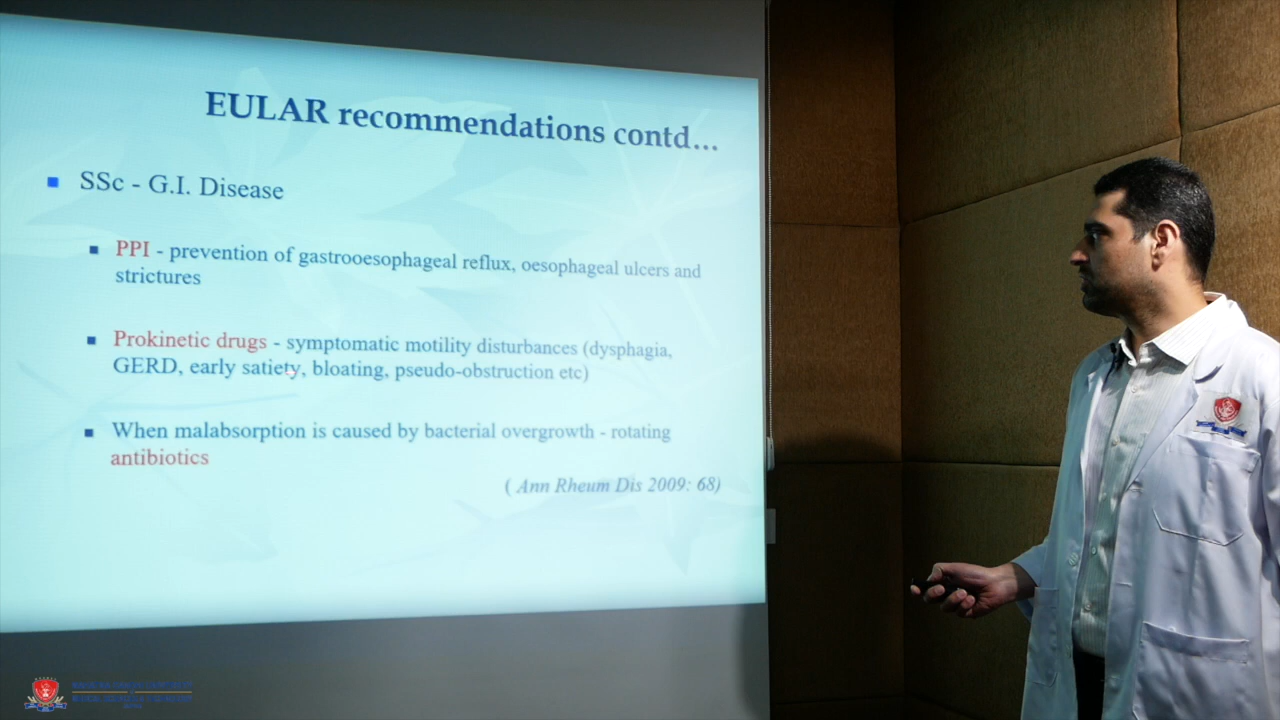 EULAR recommendations contd...
SSc - G.I. Disease
PPI - prevention of gastrooesophageal reflux, oesophageal ulcers and
strictures
Prokinetic drugs - symptomatic motility disturbances (dysphagia,
GERD, early satiety, bloating, pseudo-obstruction etc)
When malabsorption is caused by bacterial overgrowth - rotating
antibiotics
( Ann Rheum Dis 2009: 68)